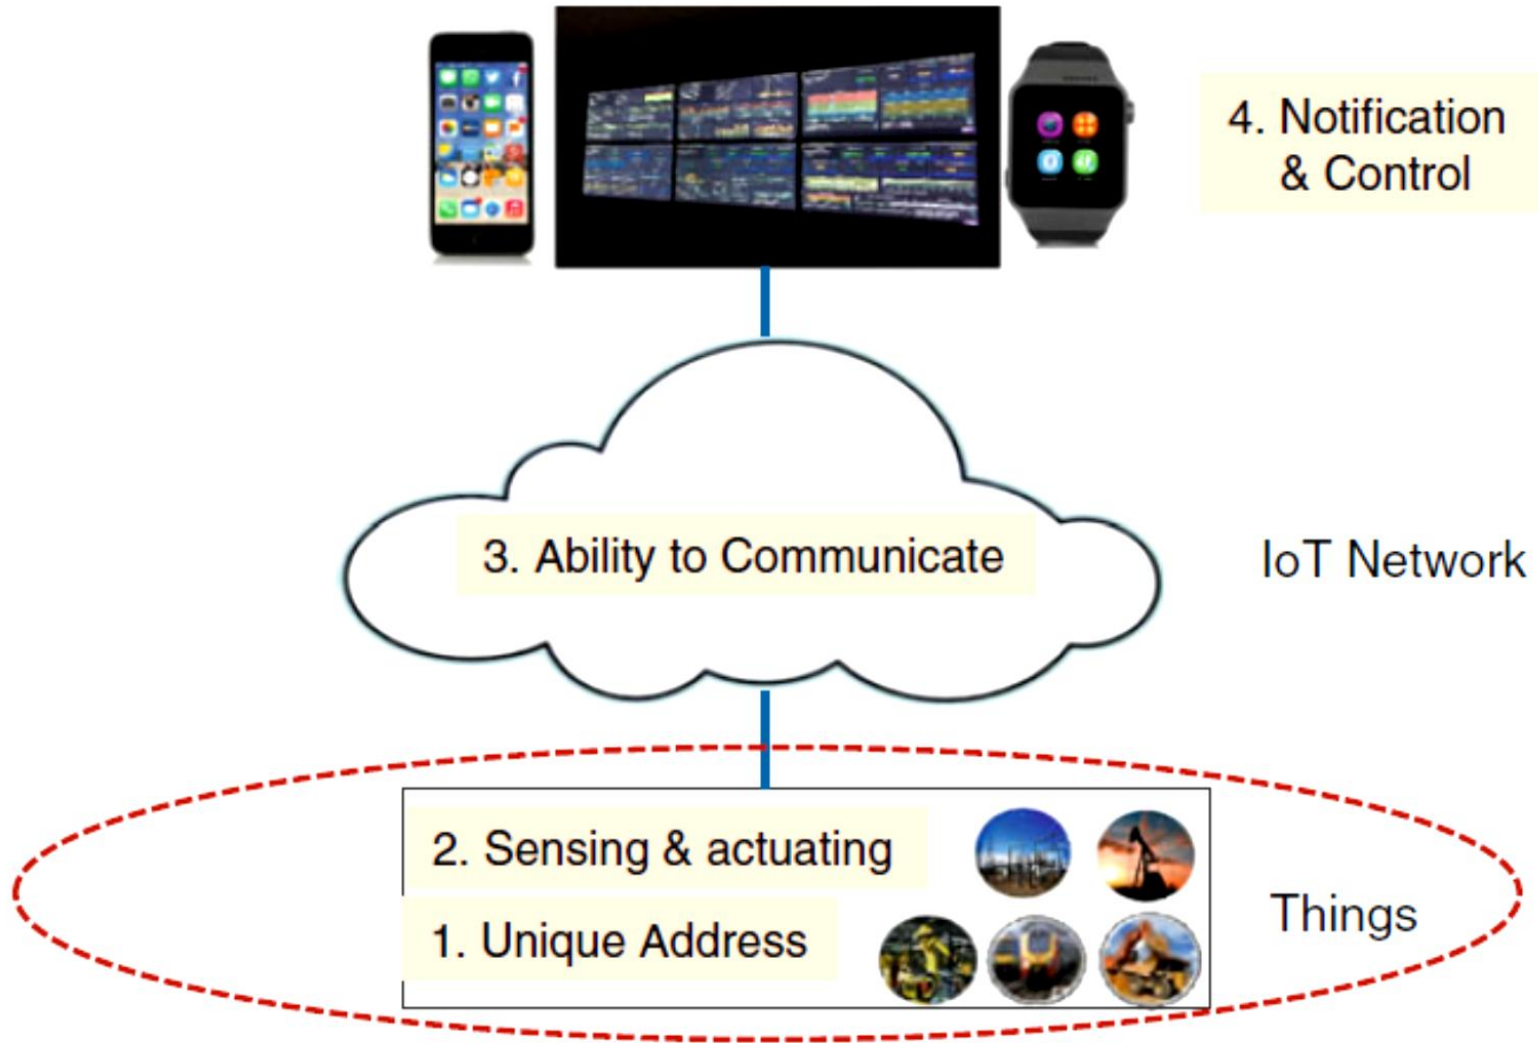 4. Notification
& Control
3. Ability to Communicate
IoT Network
2. Sensing & actuating
1. Unique Address
Things